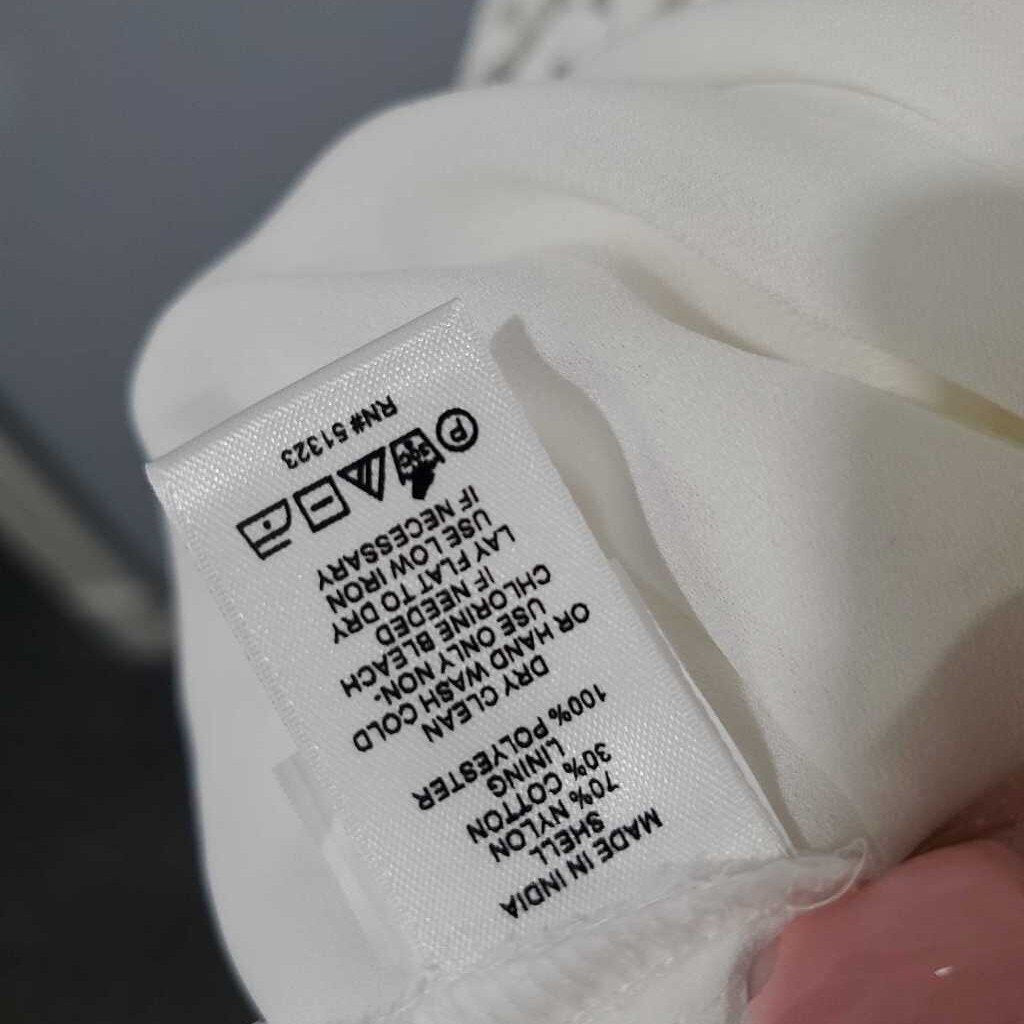 MADE IN INDIA
SHELL
70% NYLON
30% COTTON
LINING
100% POLYESTER
DRY CLEAN
OR HAND WASH COLD
USE ONLY NON-
CHLORINE BLEACH
IF NEEDED
LAY FLAT TO DRY
USE LOW IRON
IF NECESSARY
P
RN# 51323